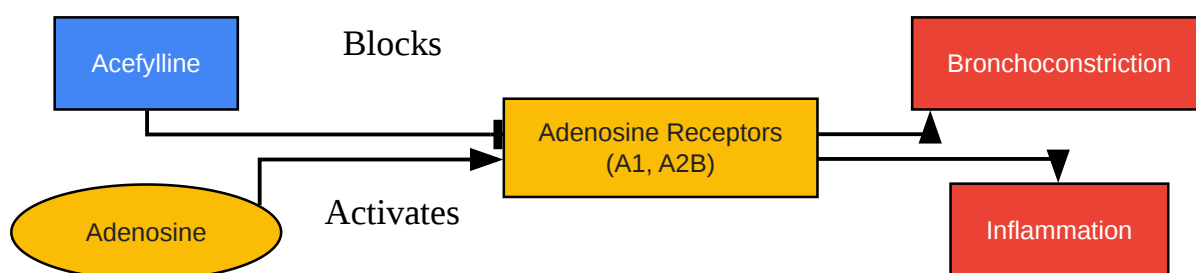 Acefylline
Blocks
Bronchoconstriction
Adenosine Receptors
(A1, A2B)
Adenosine
Activates
Inflammation